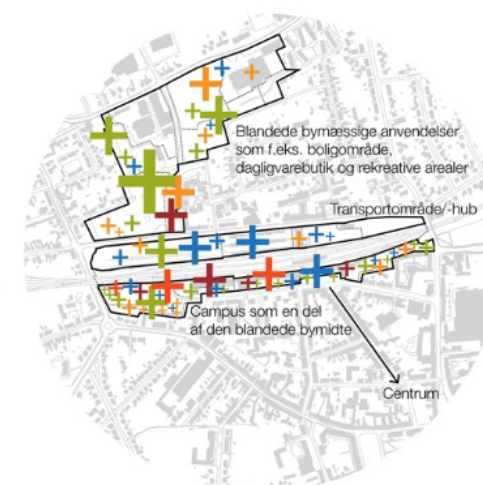 Blandede bymæssige anvendelser
som f.eks. boligområde,
dagligvarebutik og rekreative arealer
Transportområde/-hub
Campus som en del
af den blandede bymidte
Centrum